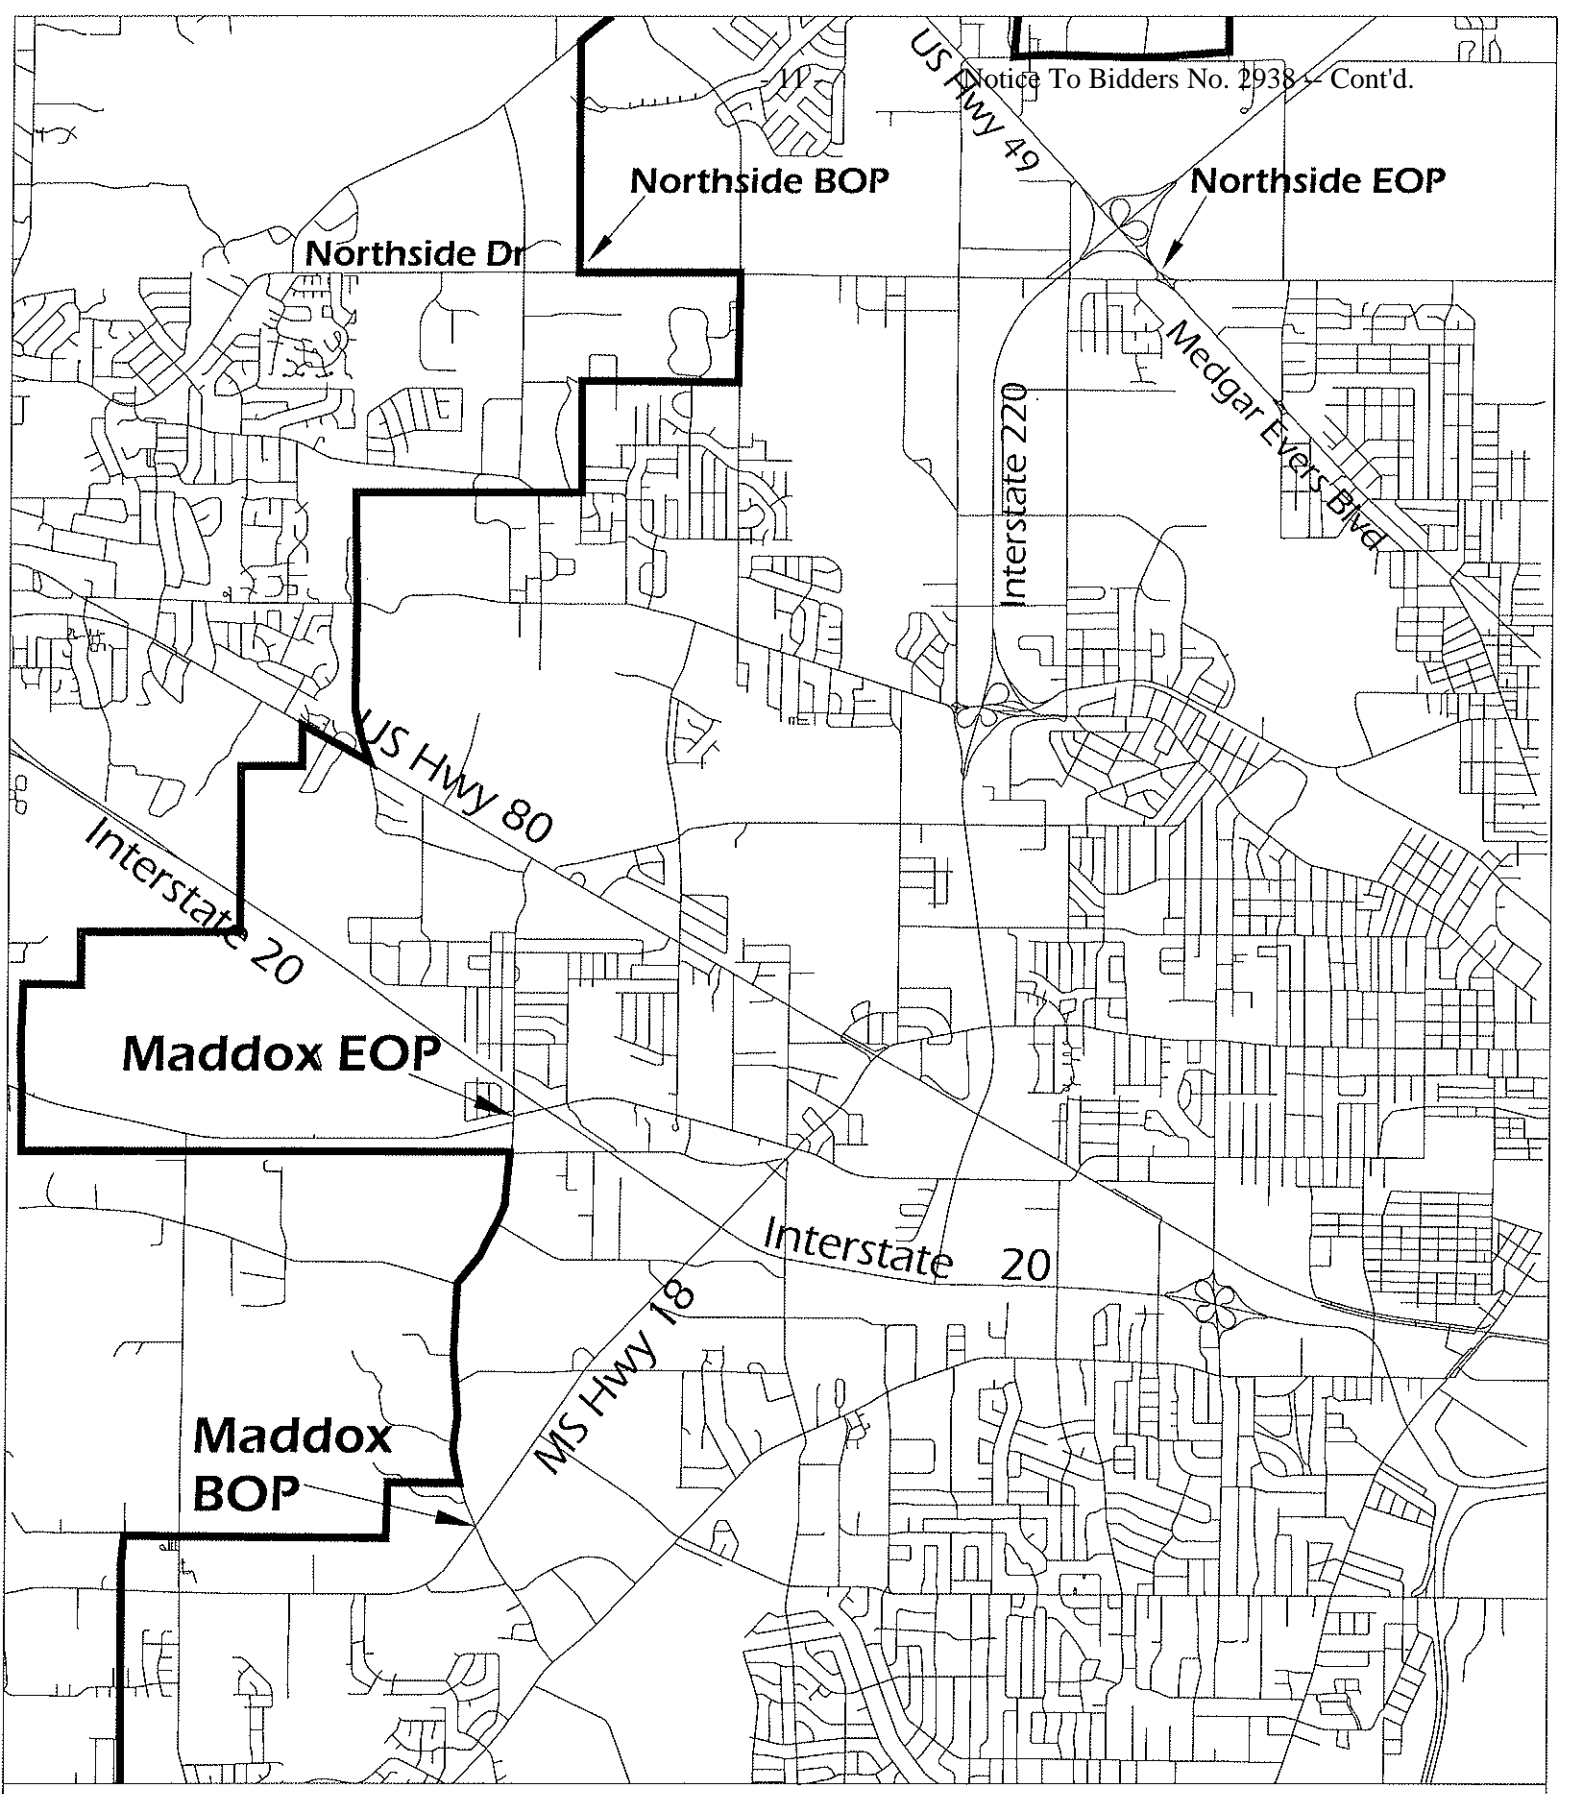 - 11 -
Notice To Bidders No. 2938 -- Cont'd.
US Hwy 49
Northside BOP
Northside EOP
Northside Dr
Medgar Evers Blvd
Interstate 220
US Hwy 80
Interstate 20
Maddox EOP
Interstate 20
MS Hwy 18
Maddox
BOP